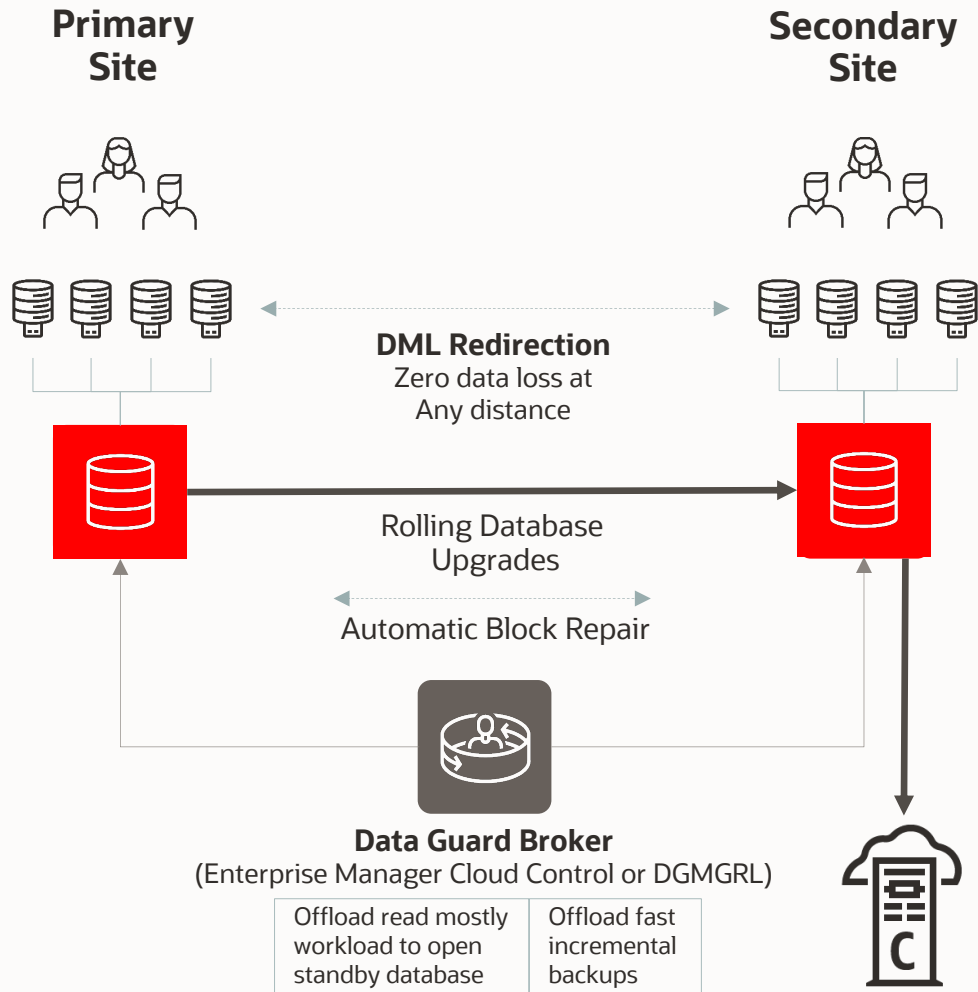 Primary
Site
Secondary
Site
DML Redirection
Zero data loss at
Any distance
Rolling Database
Upgrades
Automatic Block Repair
Data Guard Broker
(Enterprise Manager Cloud Control or DGMGRL)
Offload read mostly
workload to open
standby database
Offload fast
incremental
backups
C